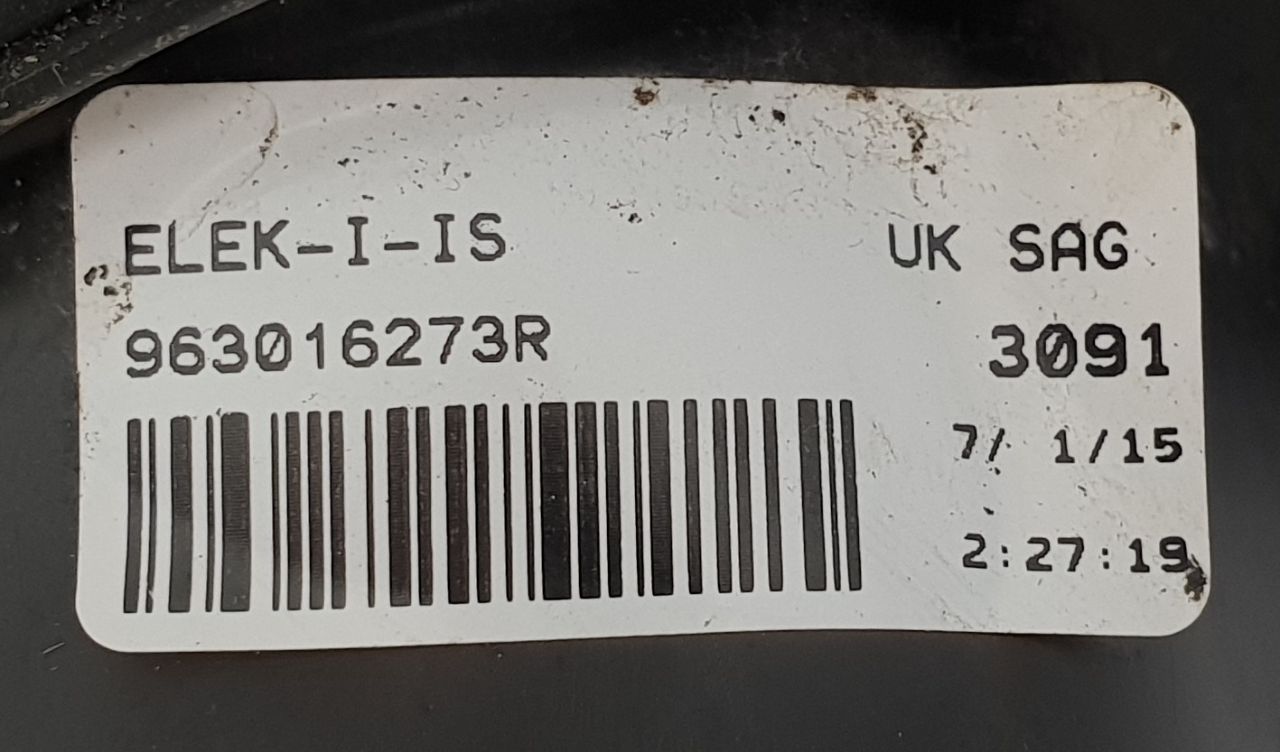 ELEK-I-IS UK SAG
963016273R 3091
7/ 1/15
2:27:19